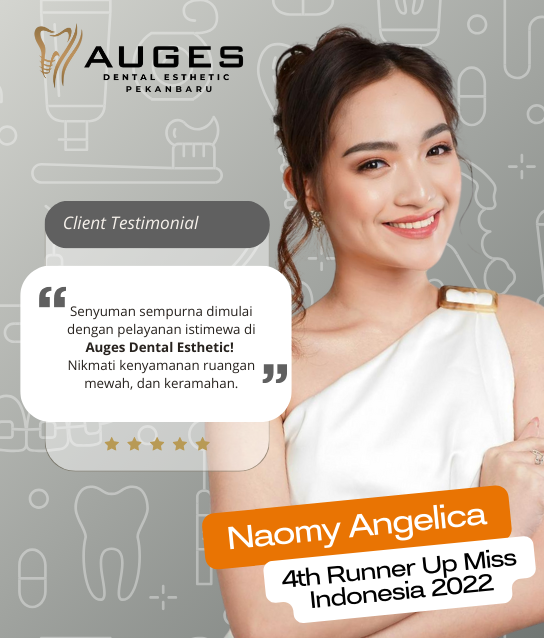 AUGES
DENTAL ESTHETIC
PEKANBARU
Client Testimonial
“
Senyuman sempurna dimulai
dengan pelayanan istimewa di
Auges Dental Esthetic!
Nikmati kenyamanan ruangan
mewah, dan keramahan.
”
Naomy Angelica
4th Runner Up Miss
Indonesia 2022